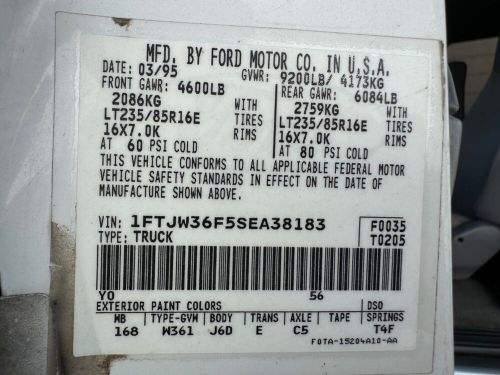 MFD. BY FORD MOTOR CO. IN U.S.A.
DATE: 03/95 GVWR: 9200LB/ 4173KG
FRONT GAWR: 4600LB REAR GAWR: 6084LB
2086KG WITH 2759KG WITH
LT235/85R16E TIRES LT235/85R16E TIRES
16X7.0K RIMS 16X7.0K RIMS
AT 60 PSI COLD AT 80 PSI COLD
THIS VEHICLE CONFORMS TO ALL APPLICABLE FEDERAL MOTOR
VEHICLE SAFETY STANDARDS IN EFFECT ON THE DATE OF
MANUFACTURE SHOWN ABOVE.
VIN: 1FTJW36F5SEA38183 F0035
TYPE: TRUCK T0205
YO 56
EXTERIOR PAINT COLORS DSO
WB TYPE-GVM BODY TRANS AXLE TAPE SPRINGS
168 W361 J6D E C5 T4F
F0TA-15204A10-AA